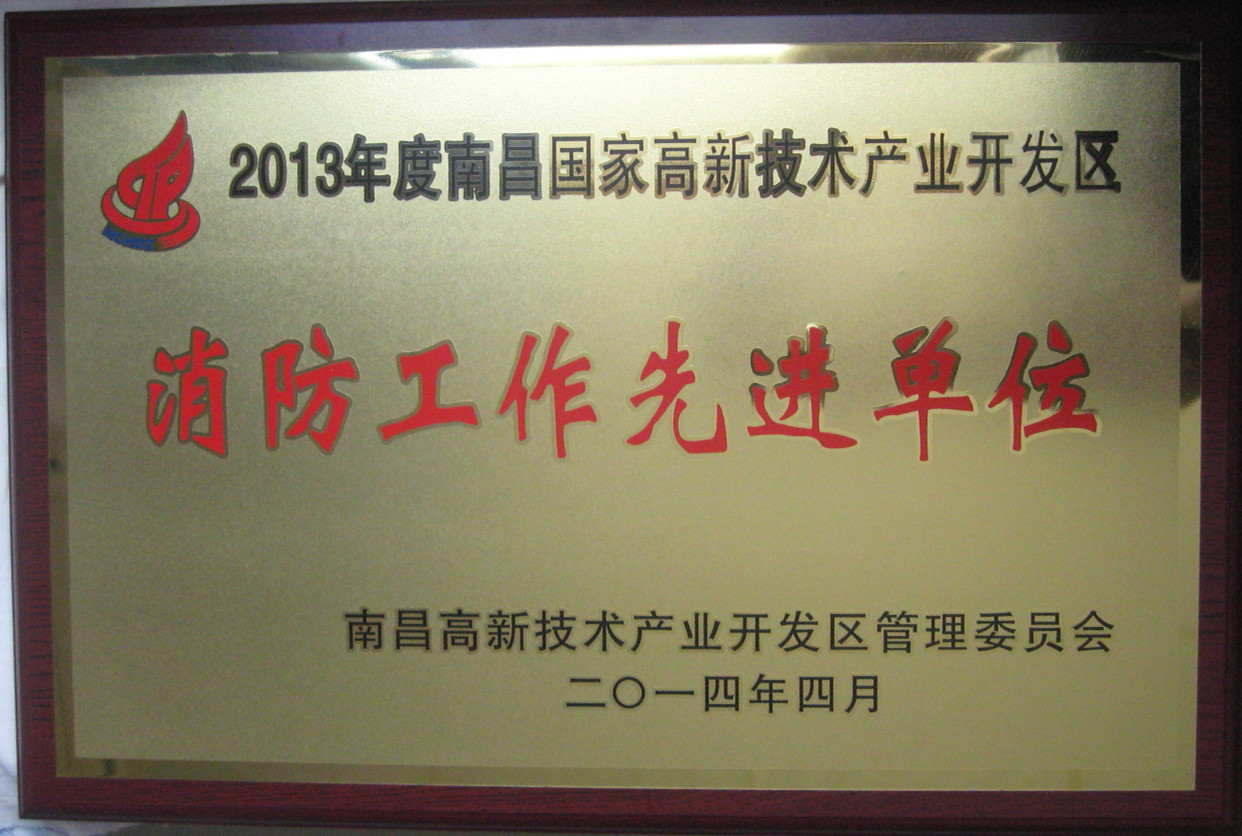 2013年度南昌国家高新技术产业开发区
消防工作先进单位
南昌高新技术产业开发区管理委员会
二〇一四年四月